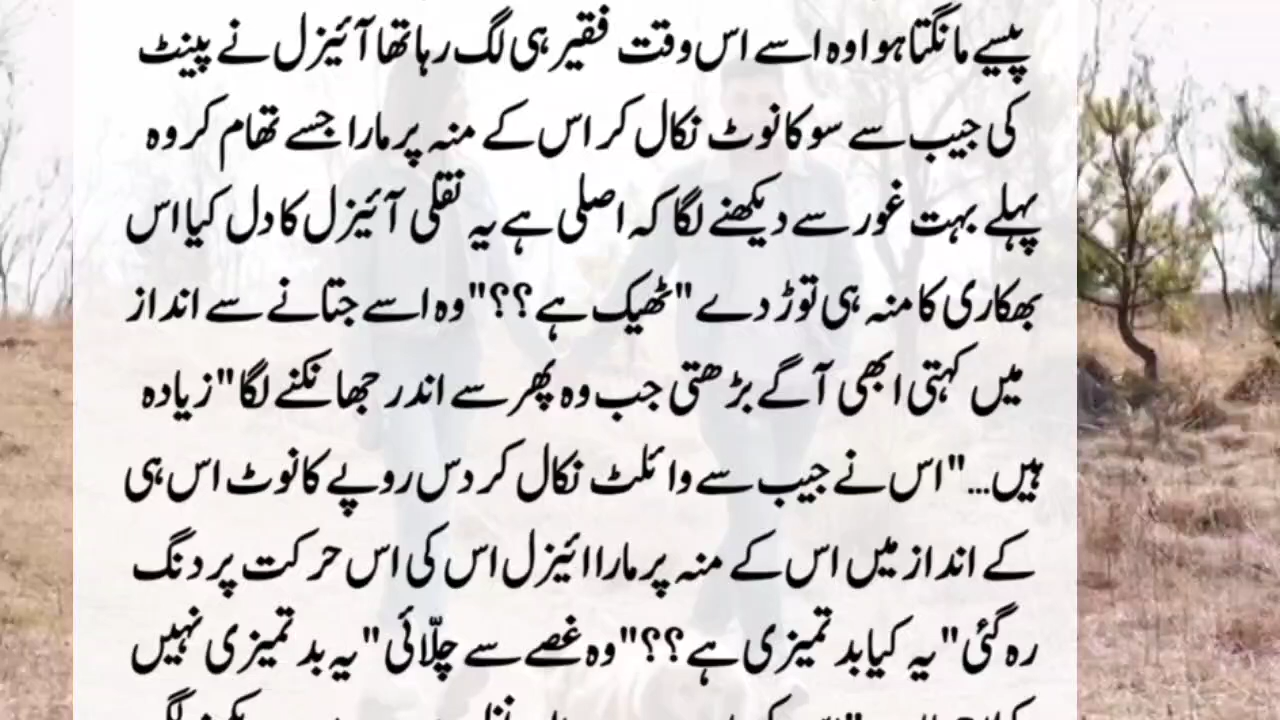 پیسے مانگتا ہوا وہ اسے اس وقت فقیر ہی لگ رہا تھا آئیزل نے پینٹ
کی جیب سے سو کا نوٹ نکال کر اس کے منہ پر مارا جسے تھام کر وہ
پہلے بہت غور سے دیکھنے لگا کہ اصلی ہے یہ نقلی آئیزل کا دل کیا اس
بھکاری کا منہ ہی توڑ دے "ٹھیک ہے ؟؟" وہ اسے جتانے سے انداز
میں کہتی ابھی آگے بڑھتی جب وہ پھر سے اندر جھانکنے لگا "زیادہ
ہیں..." اس نے جیب سے وائلٹ نکال کر دس روپے کا نوٹ اس ہی
کے انداز میں اس کے منہ پر مارا ائیزل اس کی اس حرکت پر دنگ
رہ گئی "یہ کیا بد تمیزی ہے ؟؟" وہ غصے سے چلّائی "یہ بد تمیزی نہیں